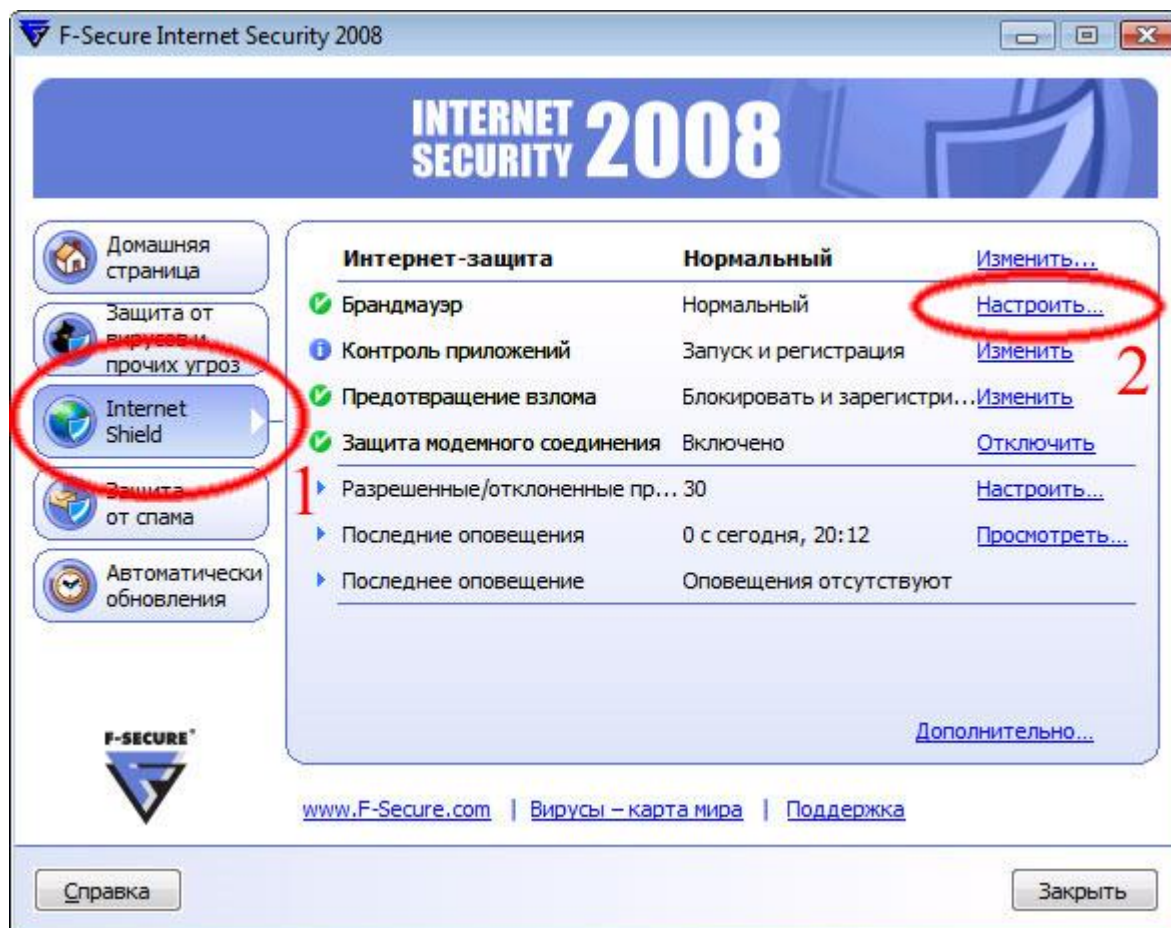 F-Secure Internet Security 2008
INTERNET
SECURITY 2008
Домашняя
страница
Защита от
вирусов и
прочих угроз
Internet
Shield
1
Защита
от спама
Автоматически
обновления
F-SECURE®
Интернет-защита Нормальный Изменить...
Брандмауэр Нормальный Настроить...
2
Контроль приложений Запуск и регистрация Изменить
Предотвращение взлома Блокировать и зарегистри... Изменить
Защита модемного соединения Включено Отключить
Разрешенные/отклоненные пр... 30 Настроить...
Последние оповещения 0 с сегодня, 20:12 Просмотреть...
Последнее оповещение Оповещения отсутствуют
Дополнительно...
www.F-Secure.com | Вирусы – карта мира | Поддержка
Справка Закрыть